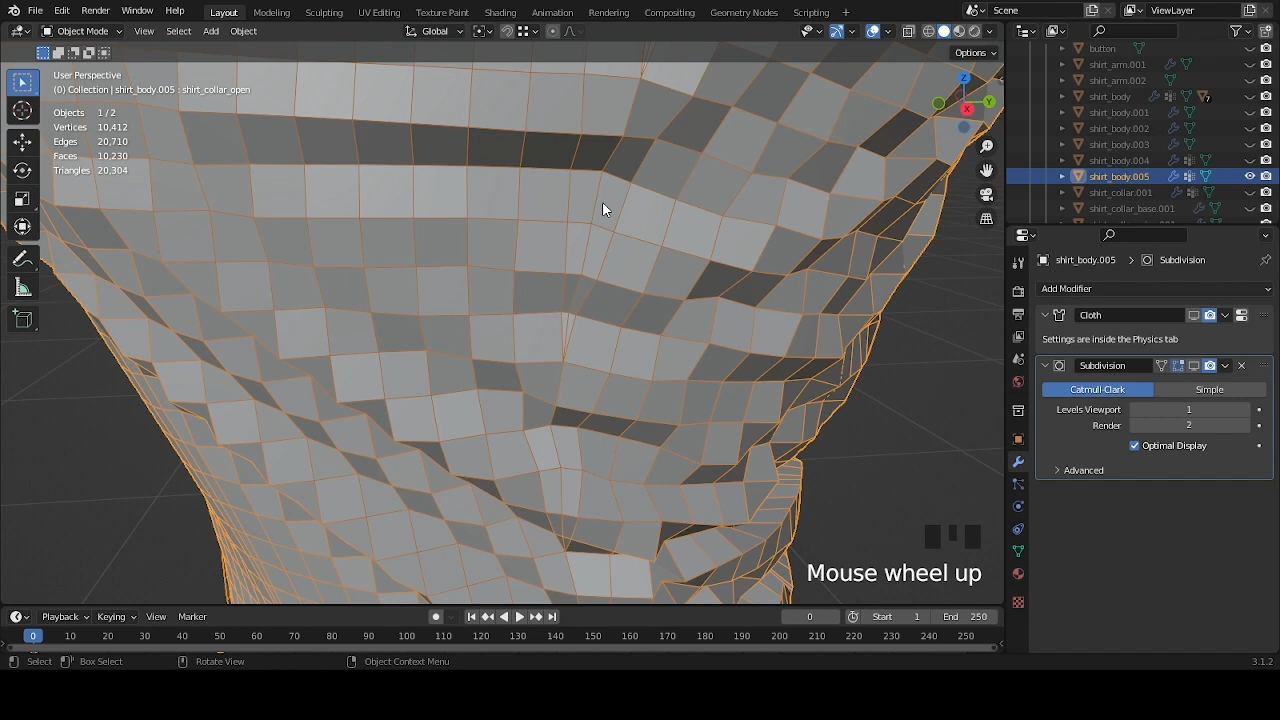 File Edit Render Window Help Layout Modeling Sculpting UV Editing Texture Paint Shading Animation Rendering Compositing Geometry Nodes Scripting + Scene ViewLayer
Object Mode View Select Add Object Global
Options
User Perspective
(0) Collection | shirt_body.005 : shirt_collar_open
Objects 1 / 2
Vertices 10,412
Edges 20,710
Faces 10,230
Triangles 20,304
Z
Y
X
button
shirt_arm.001
shirt_arm.002
shirt_body 7
shirt_body.001
shirt_body.002
shirt_body.003
shirt_body.004
shirt_body.005
shirt_collar.001
shirt_collar_base.001
shirt_body.005 Subdivision
Add Modifier
Cloth
Settings are inside the Physics tab
Subdivision
Catmull-Clark Simple
Levels Viewport 1
Render 2
Optimal Display
Advanced
Mouse wheel up
Playback Keying View Marker 0 Start 1 End 250
0 10 20 30 40 50 60 70 80 90 100 110 120 130 140 150 160 170 180 190 200 210 220 230 240 250
Select Box Select Rotate View Object Context Menu 3.1.2